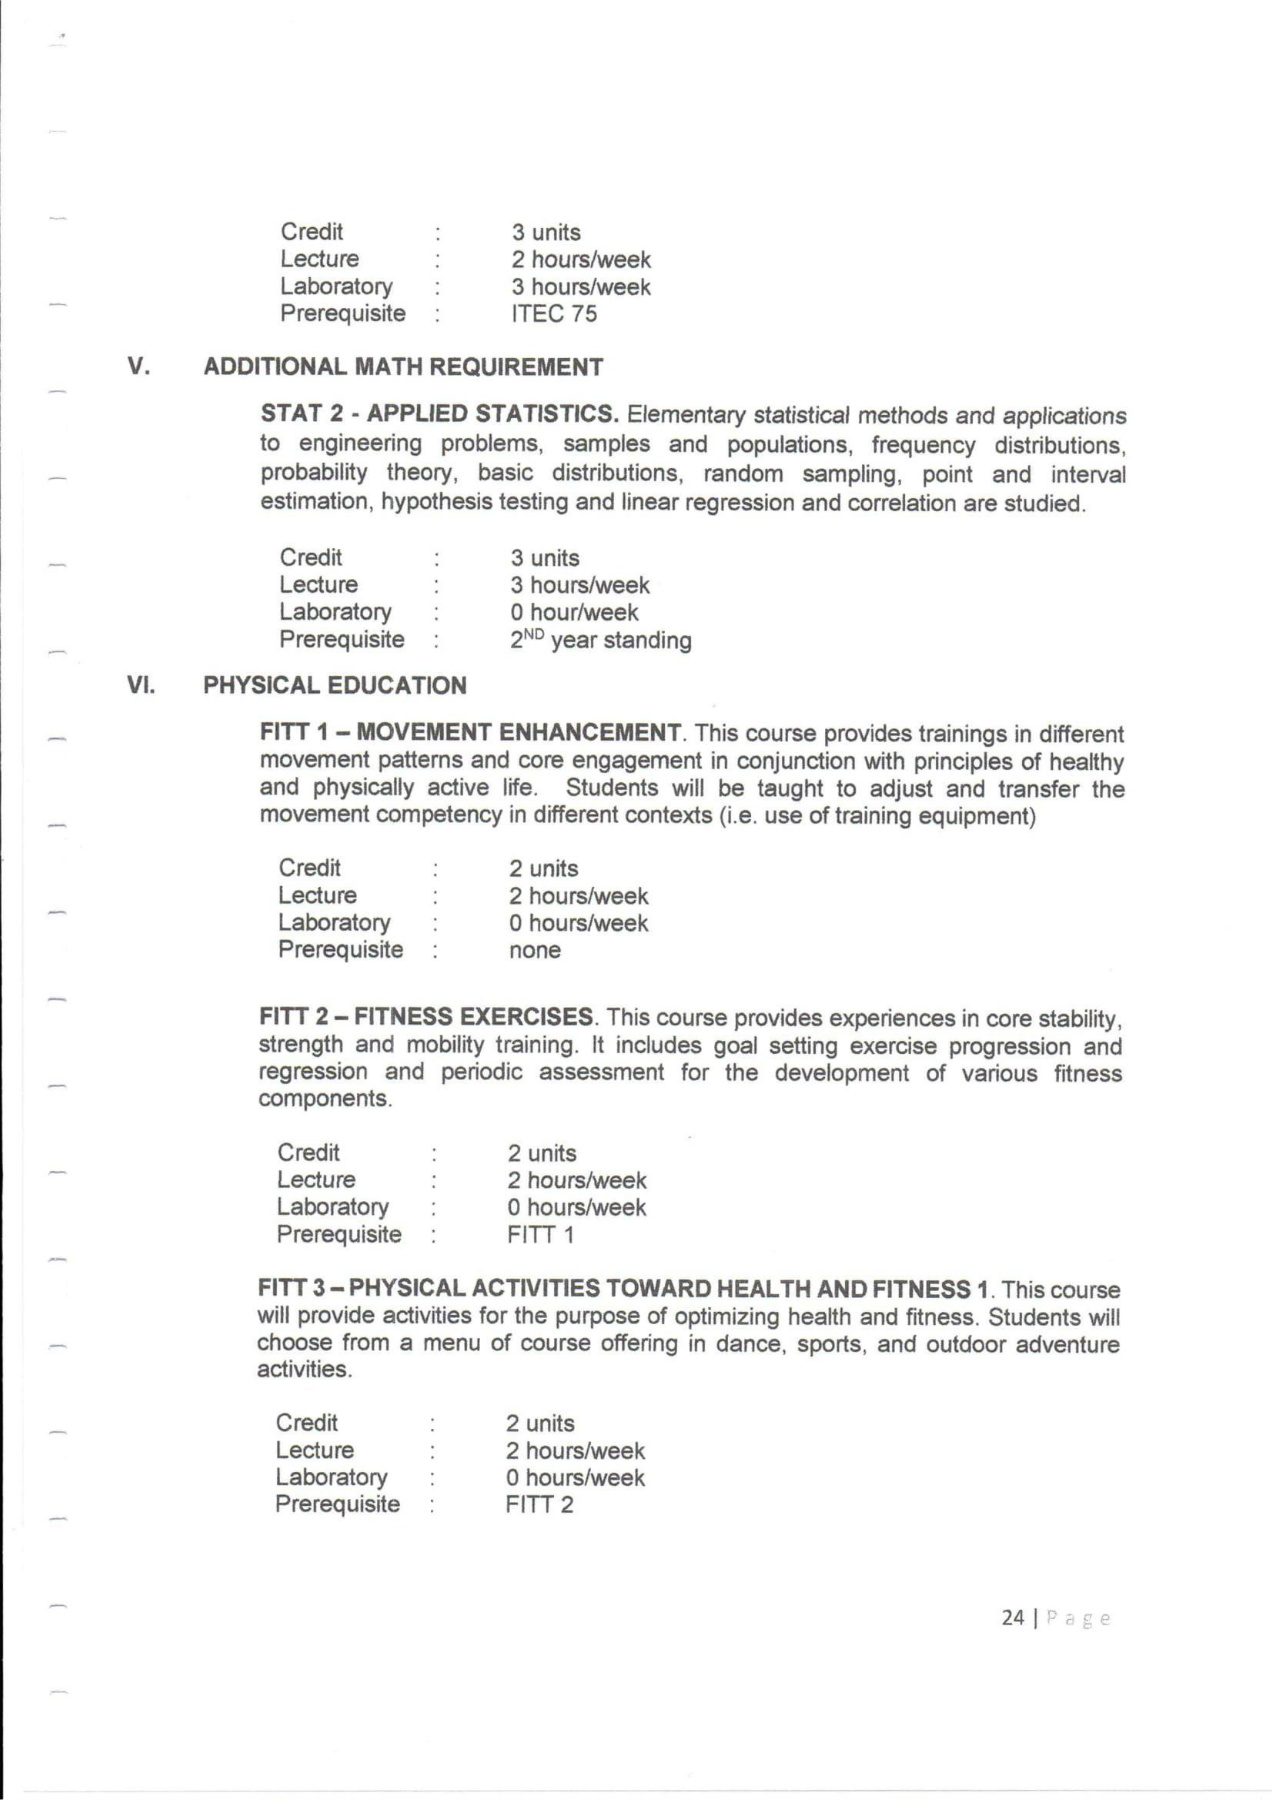 Credit : 3 units
Lecture : 2 hours/week
Laboratory : 3 hours/week
Prerequisite : ITEC 75
V. ADDITIONAL MATH REQUIREMENT
STAT 2 - APPLIED STATISTICS. Elementary statistical methods and applications
to engineering problems, samples and populations, frequency distributions,
probability theory, basic distributions, random sampling, point and interval
estimation, hypothesis testing and linear regression and correlation are studied.
Credit : 3 units
Lecture : 3 hours/week
Laboratory : 0 hour/week
Prerequisite : 2ND year standing
VI. PHYSICAL EDUCATION
FITT 1 – MOVEMENT ENHANCEMENT. This course provides trainings in different
movement patterns and core engagement in conjunction with principles of healthy
and physically active life. Students will be taught to adjust and transfer the
movement competency in different contexts (i.e. use of training equipment)
Credit : 2 units
Lecture : 2 hours/week
Laboratory : 0 hours/week
Prerequisite : none
FITT 2 – FITNESS EXERCISES. This course provides experiences in core stability,
strength and mobility training. It includes goal setting exercise progression and
regression and periodic assessment for the development of various fitness
components.
Credit : 2 units
Lecture : 2 hours/week
Laboratory : 0 hours/week
Prerequisite : FITT 1
FITT 3 – PHYSICAL ACTIVITIES TOWARD HEALTH AND FITNESS 1. This course
will provide activities for the purpose of optimizing health and fitness. Students will
choose from a menu of course offering in dance, sports, and outdoor adventure
activities.
Credit : 2 units
Lecture : 2 hours/week
Laboratory : 0 hours/week
Prerequisite : FITT 2
24 | Page